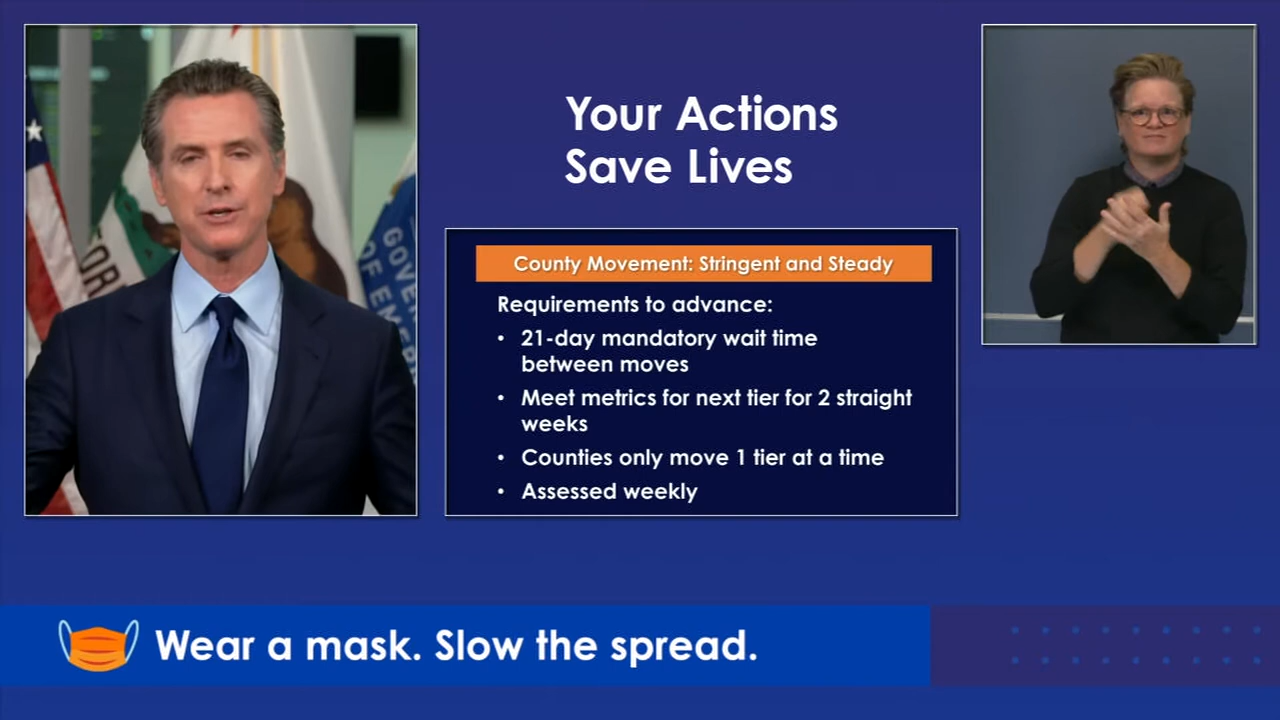 Your Actions
Save Lives
County Movement: Stringent and Steady
Requirements to advance:
• 21-day mandatory wait time
between moves
• Meet metrics for next tier for 2 straight
weeks
• Counties only move 1 tier at a time
• Assessed weekly
Wear a mask. Slow the spread.